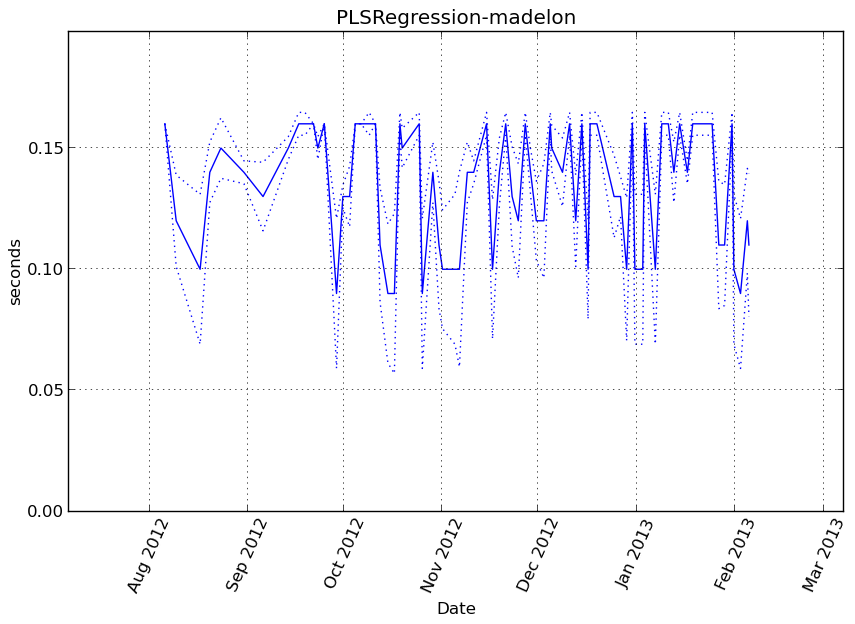 PLSRegression-madelon
0.15
0.10
0.05
0.00
seconds
Aug 2012
Sep 2012
Oct 2012
Nov 2012
Dec 2012
Jan 2013
Feb 2013
Mar 2013
Date